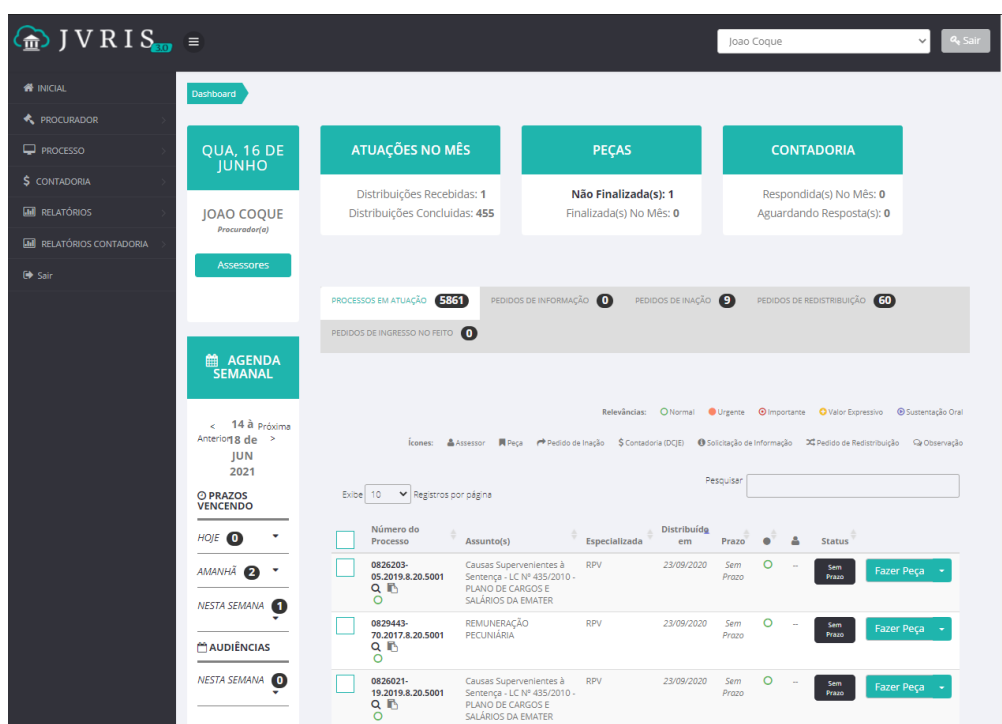 JVRIS 3.0
Joao Coque
Sair
INICIAL
PROCURADOR
PROCESSO
$ CONTADORIA
RELATÓRIOS
RELATÓRIOS CONTADORIA
Sair
Dashboard
QUA, 16 DE
JUNHO
JOAO COQUE
Procurador(a)
Assessores
ATUAÇÕES NO MÊS
Distribuições Recebidas: 1
Distribuições Concluidas: 455
PEÇAS
Não Finalizada(s): 1
Finalizada(s) No Mês: 0
CONTADORIA
Respondida(s) No Mês: 0
Aguardando Resposta(s): 0
PROCESSOS EM ATUAÇÃO 5861
PEDIDOS DE INFORMAÇÃO 0
PEDIDOS DE INAÇÃO 9
PEDIDOS DE REDISTRIBUIÇÃO 60
PEDIDOS DE INGRESSO NO FEITO 0
AGENDA
SEMANAL
< Anterior
14 à
18 de
JUN
2021
Próxima >
PRAZOS
VENCENDO
HOJE 0
AMANHÃ 2
NESTA SEMANA 1
AUDIÊNCIAS
NESTA SEMANA 0
Relevâncias: Normal Urgente Importante Valor Expressivo Sustentação Oral
Ícones: Assessor Peça Pedido de Inação $ Contadoria (DCJE) Solicitação de Informação Pedido de Redistribuição Observação
Exibe 10 Registros por página
Pesquisar
Número do
Processo
Assunto(s)
Especializada
Distribuído
em
Prazo
Status
0826203-
05.2019.8.20.5001
Causas Supervenientes à
Sentença - LC Nº 435/2010 -
PLANO DE CARGOS E
SALÁRIOS DA EMATER
RPV
23/09/2020
Sem
Prazo
--
Sem
Prazo
Fazer Peça
0829443-
70.2017.8.20.5001
REMUNERAÇÃO
PECUNIÁRIA
RPV
23/09/2020
Sem
Prazo
--
Sem
Prazo
Fazer Peça
0826021-
19.2019.8.20.5001
Causas Supervenientes à
Sentença - LC Nº 435/2010 -
PLANO DE CARGOS E
SALÁRIOS DA EMATER
RPV
23/09/2020
Sem
Prazo
--
Sem
Prazo
Fazer Peça